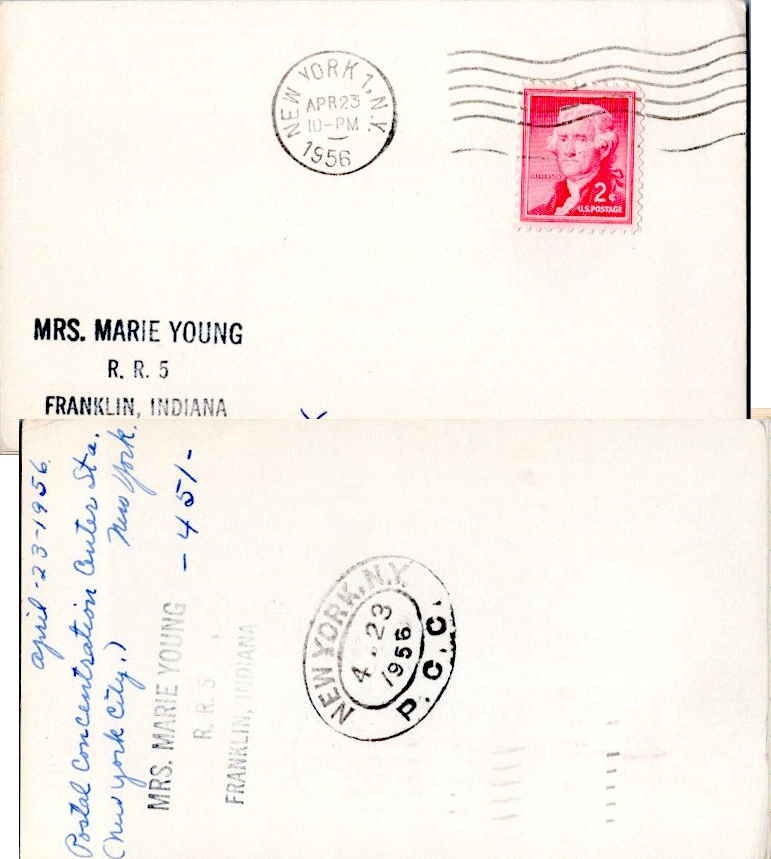 NEW YORK 1, N.Y.
APR 23
10-PM
1956
2¢
U.S. POSTAGE
MRS. MARIE YOUNG
R. R. 5
FRANKLIN, INDIANA
April-23-1956
Postal Concentration Center Sta.
(New York City.) New York.
-451-
MRS. MARIE YOUNG
R. R. 5
FRANKLIN, INDIANA
NEW YORK, N.Y.
4 23
1956
P. C. C.